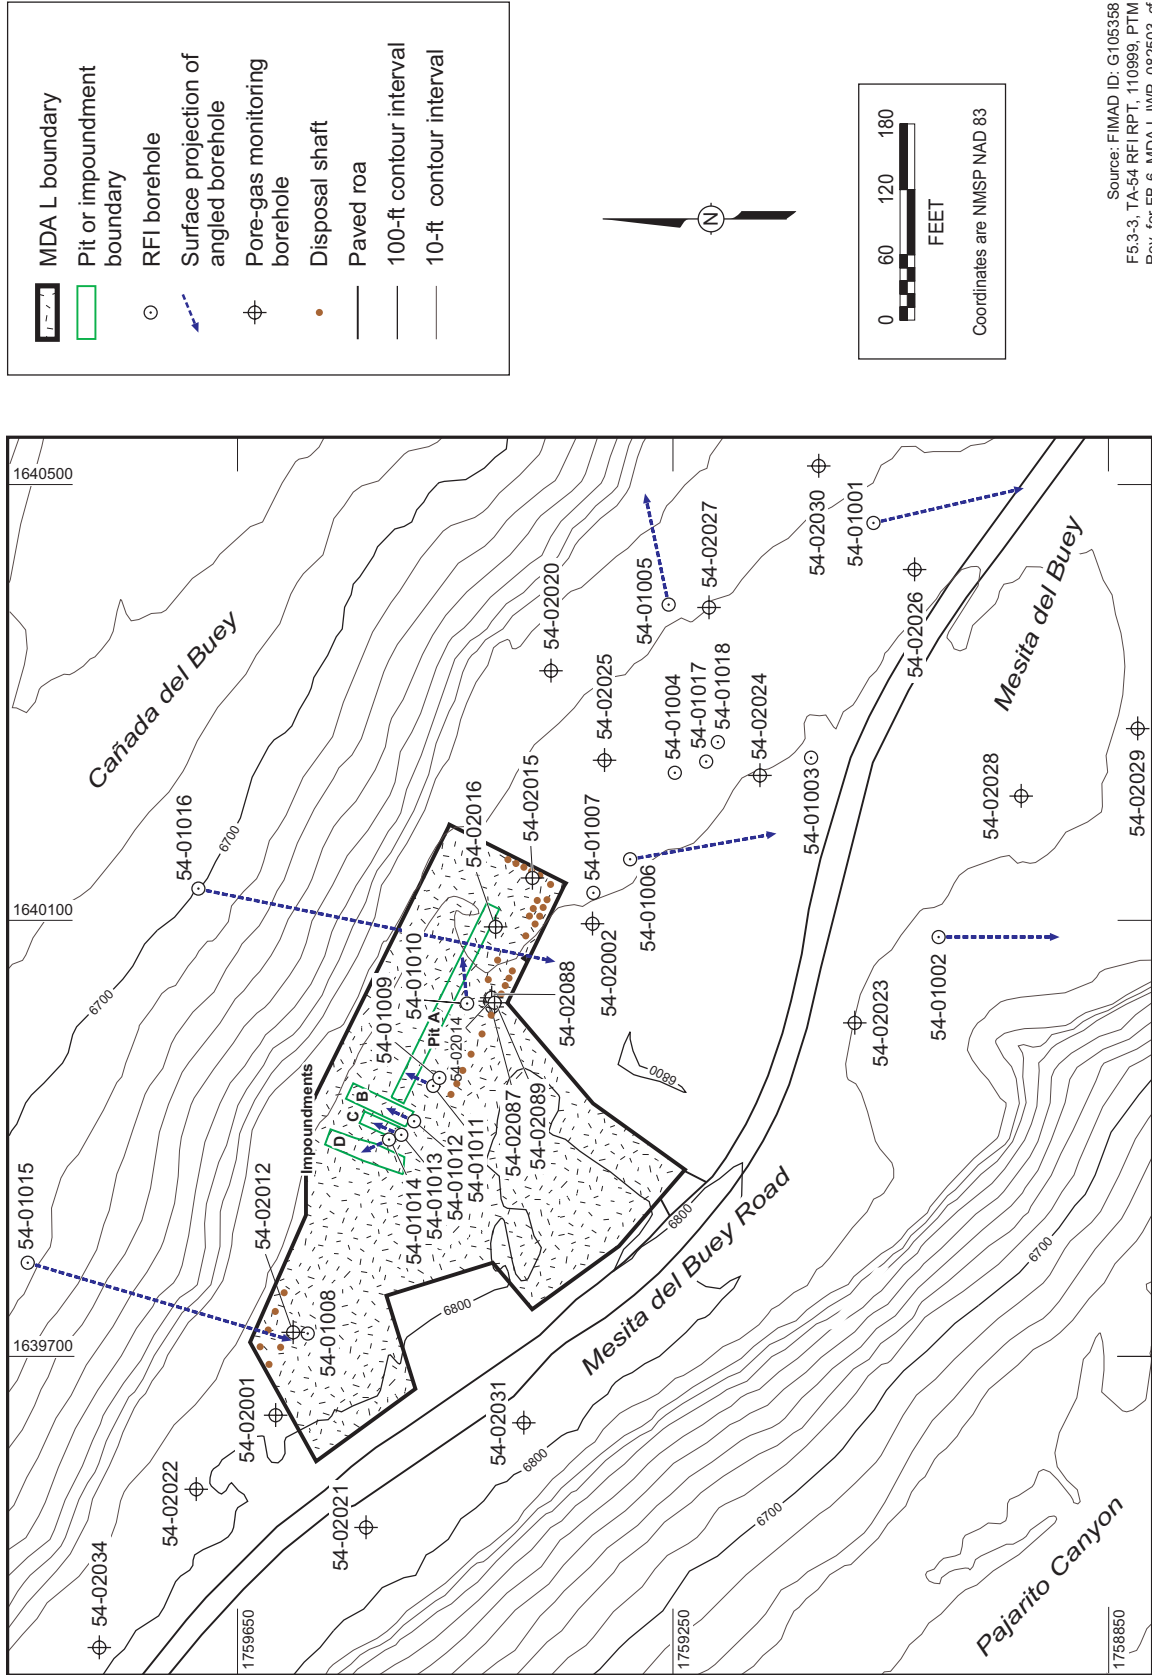 MDA L boundary
Pit or impoundment
boundary
RFI borehole
Surface projection of
angled borehole
Pore-gas monitoring
borehole
Disposal shaft
Paved roa
100-ft contour interval
10-ft contour interval
N
0 60 120 180
FEET
Coordinates are NMSP NAD 83
Source: FIMAD ID: G105358
F5.3-3, TA-54 RFI RPT, 110999, PTM
1640500
1640100
1639700
1759650
1759250
1758850
Cañada del Buey
Mesita del Buey
Mesita del Buey Road
Pajarito Canyon
6700
6700
6700
6700
6800
6800
6800
6800
Impoundments
D
C
B
Pit A
54-01015
54-01016
54-02012
54-01008
54-02001
54-02022
54-02034
54-02021
54-02031
54-01009
54-01010
54-02014
54-01014
54-01013
54-01012
54-01011
54-02087
54-02089
54-02088
54-02016
54-02015
54-02002
54-01007
54-01006
54-02020
54-02025
54-01005
54-02027
54-01004
54-01017
54-01018
54-02024
54-01003
54-02030
54-01001
54-02026
54-02028
54-02029
54-02023
54-01002